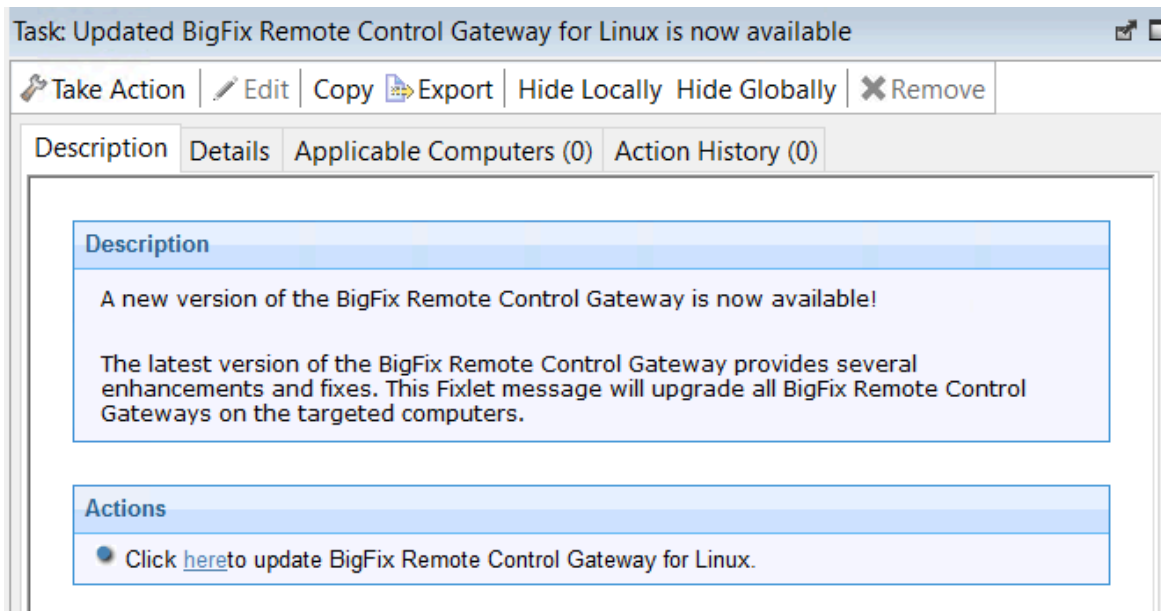 Task: Updated BigFix Remote Control Gateway for Linux is now available
Take Action Edit Copy Export Hide Locally Hide Globally Remove
Description Details Applicable Computers (0) Action History (0)
Description
A new version of the BigFix Remote Control Gateway is now available!
The latest version of the BigFix Remote Control Gateway provides several
enhancements and fixes. This Fixlet message will upgrade all BigFix Remote Control
Gateways on the targeted computers.
Actions
Click hereto update BigFix Remote Control Gateway for Linux.